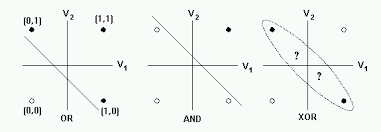 V2 V2 V2
(0,1) (1,1)
V1 V1 V1
? ?
(0,0) (1,0)
OR AND XOR